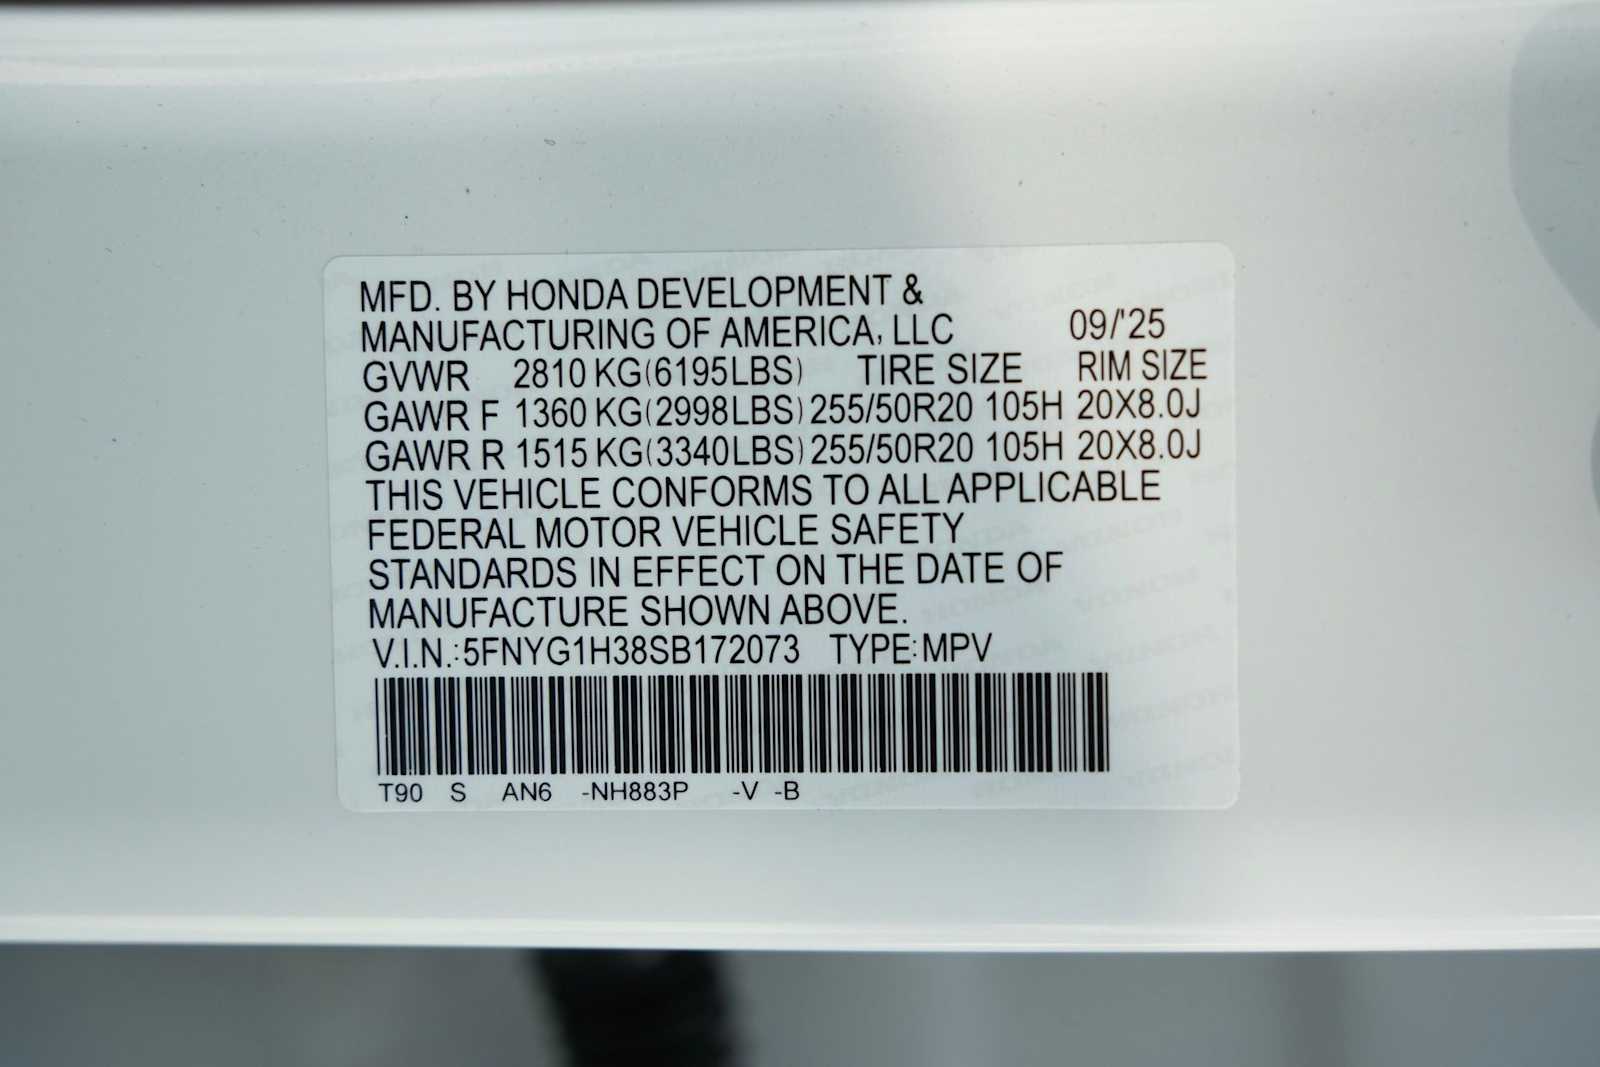 MFD. BY HONDA DEVELOPMENT &
MANUFACTURING OF AMERICA, LLC 09/'25
GVWR 2810 KG(6195LBS) TIRE SIZE RIM SIZE
GAWR F 1360 KG(2998LBS) 255/50R20 105H 20X8.0J
GAWR R 1515 KG(3340LBS) 255/50R20 105H 20X8.0J
THIS VEHICLE CONFORMS TO ALL APPLICABLE
FEDERAL MOTOR VEHICLE SAFETY
STANDARDS IN EFFECT ON THE DATE OF
MANUFACTURE SHOWN ABOVE.
V.I.N.:5FNYG1H38SB172073 TYPE:MPV
T90 S AN6 -NH883P -V -B